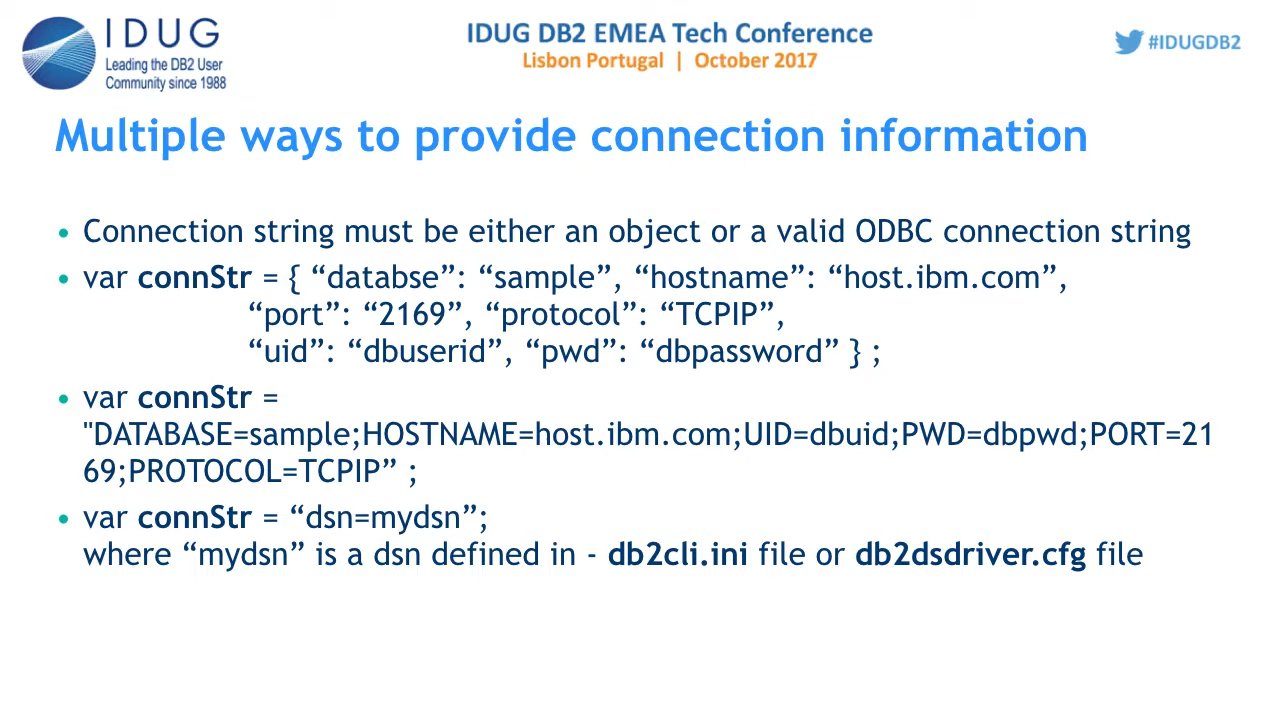 IDUG
Leading the DB2 User
Community since 1988
IDUG DB2 EMEA Tech Conference
Lisbon Portugal | October 2017
#IDUGDB2
Multiple ways to provide connection information
• Connection string must be either an object or a valid ODBC connection string
• var connStr = { “databse”: “sample”, “hostname”: “host.ibm.com”,
“port”: “2169”, “protocol”: “TCPIP”,
“uid”: “dbuserid”, “pwd”: “dbpassword” } ;
• var connStr =
"DATABASE=sample;HOSTNAME=host.ibm.com;UID=dbuid;PWD=dbpwd;PORT=21
69;PROTOCOL=TCPIP” ;
• var connStr = “dsn=mydsn”;
where “mydsn” is a dsn defined in - db2cli.ini file or db2dsdriver.cfg file